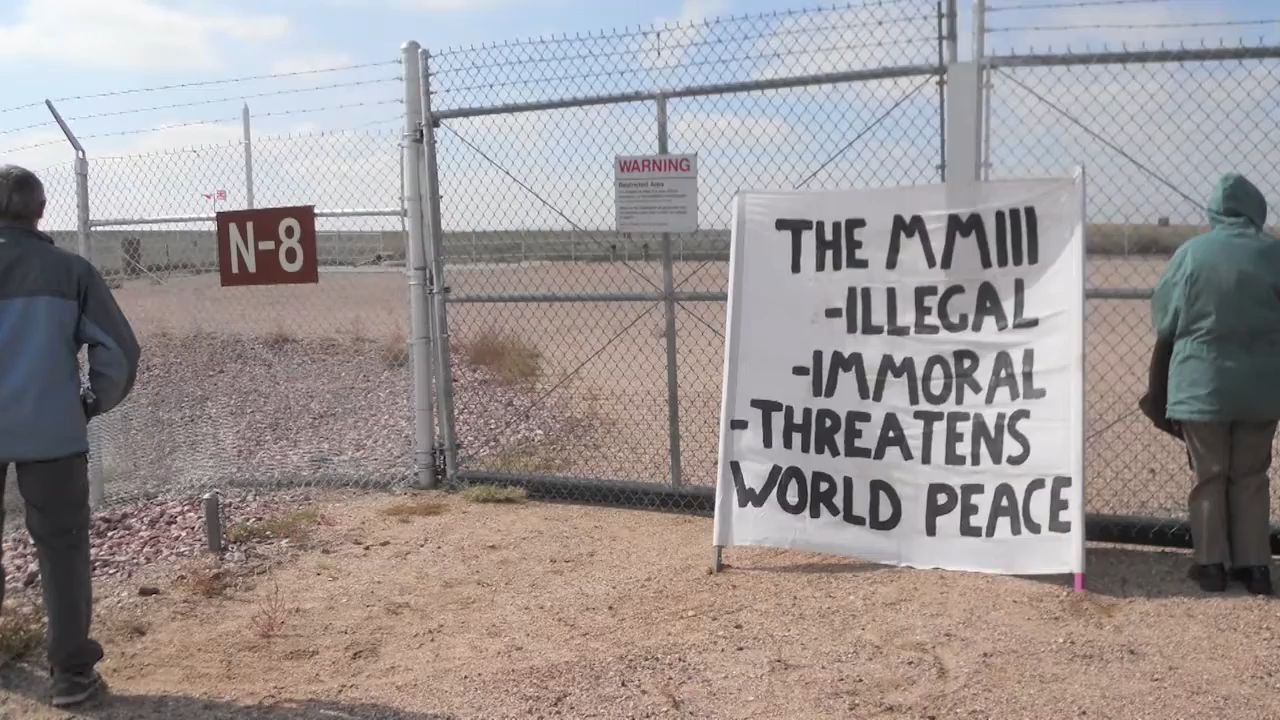 N-8
WARNING
Restricted Area
THE MMIII
-ILLEGAL
-IMMORAL
-THREATENS
WORLD PEACE